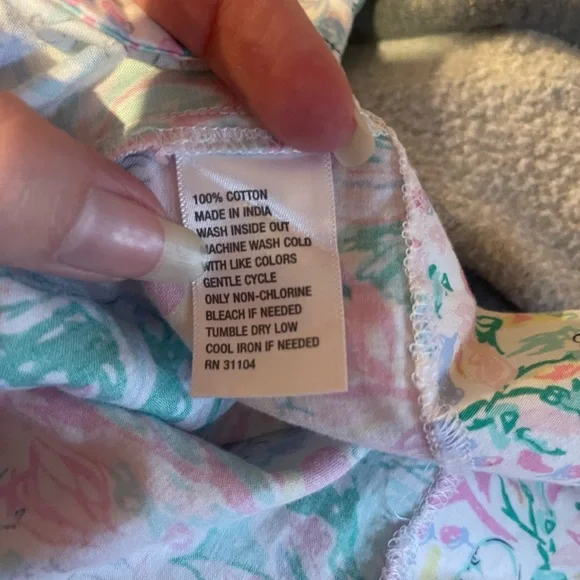 100% COTTON
MADE IN INDIA
WASH INSIDE OUT
MACHINE WASH COLD
WITH LIKE COLORS
GENTLE CYCLE
ONLY NON-CHLORINE
BLEACH IF NEEDED
TUMBLE DRY LOW
COOL IRON IF NEEDED
RN 31104